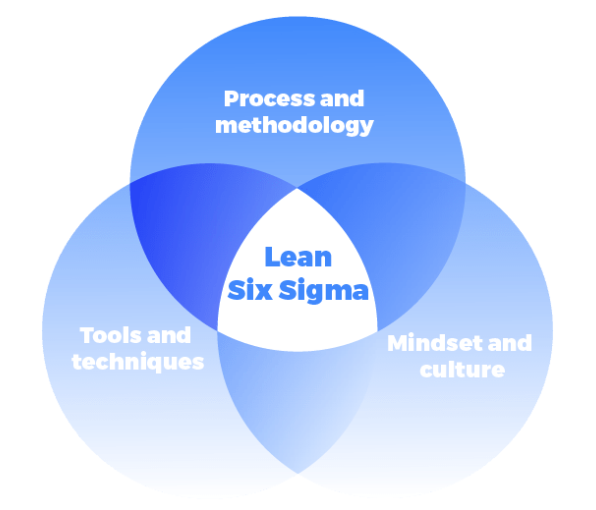 Process and
methodology
Lean
Six Sigma
Tools and
techniques
Mindset and
culture